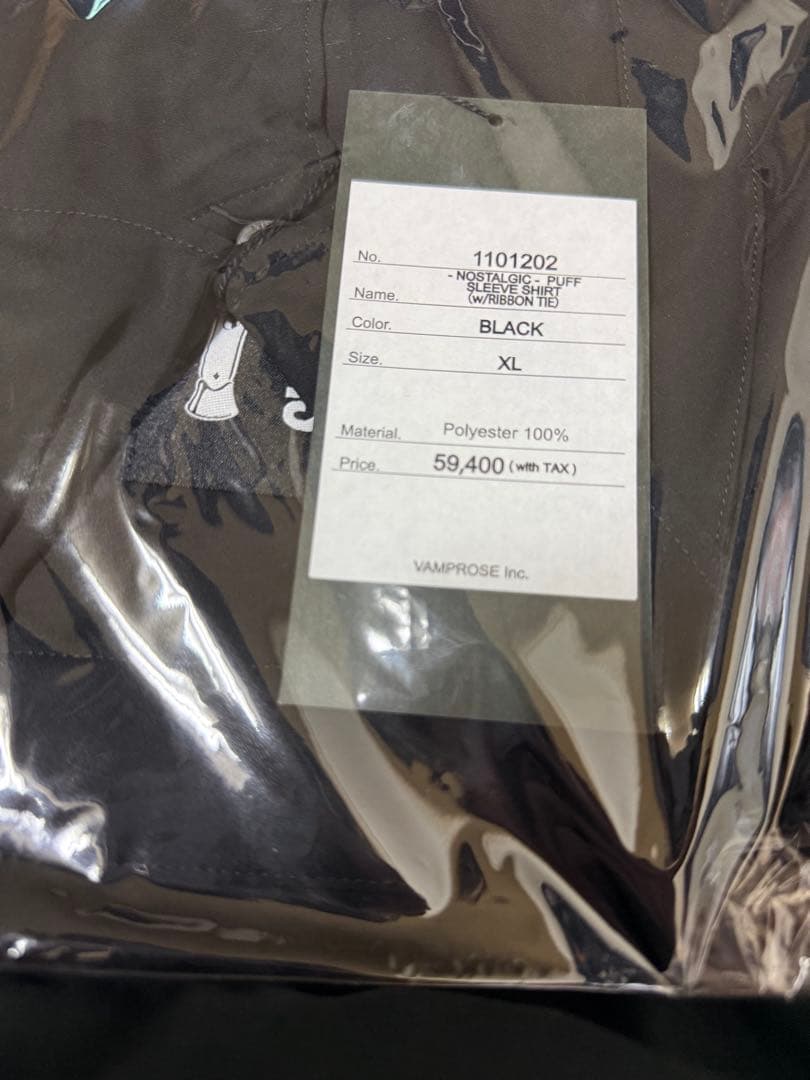 No. 1101202
Name. - NOSTALGIC - PUFF
SLEEVE SHIRT
(w/RIBBON TIE)
Color. BLACK
Size. XL
Material. Polyester 100%
Price. 59,400 (with TAX)
VAMPROSE Inc.